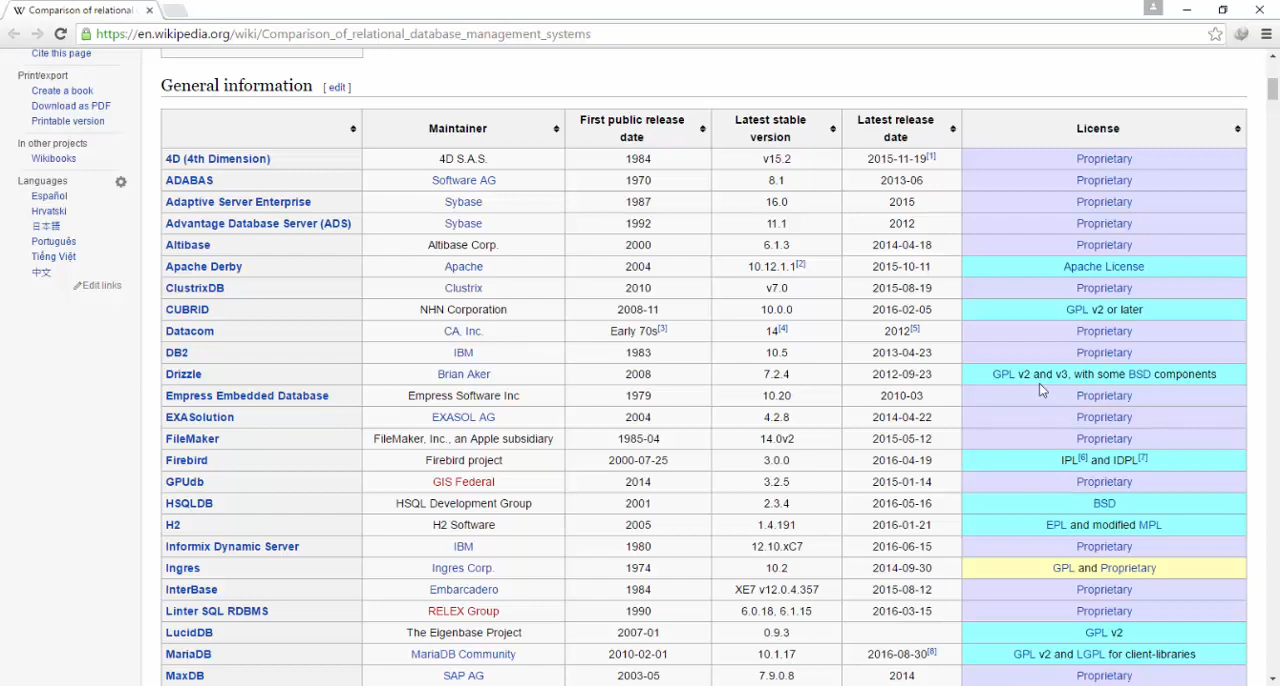 Comparison of relational
https://en.wikipedia.org/wiki/Comparison_of_relational_database_management_systems
Cite this page
Print/export
Create a book
Download as PDF
Printable version
In other projects
Wikibooks
Languages
Español
Hrvatski
日本語
Português
Tiếng Việt
中文
Edit links
General information [ edit ]
Maintainer First public release date Latest stable version Latest release date License
4D (4th Dimension) 4D S.A.S. 1984 v15.2 2015-11-19[1] Proprietary
ADABAS Software AG 1970 8.1 2013-06 Proprietary
Adaptive Server Enterprise Sybase 1987 16.0 2015 Proprietary
Advantage Database Server (ADS) Sybase 1992 11.1 2012 Proprietary
Altibase Altibase Corp. 2000 6.1.3 2014-04-18 Proprietary
Apache Derby Apache 2004 10.12.1.1[2] 2015-10-11 Apache License
ClustrixDB Clustrix 2010 v7.0 2015-08-19 Proprietary
CUBRID NHN Corporation 2008-11 10.0.0 2016-02-05 GPL v2 or later
Datacom CA, Inc. Early 70s[3] 14[4] 2012[5] Proprietary
DB2 IBM 1983 10.5 2013-04-23 Proprietary
Drizzle Brian Aker 2008 7.2.4 2012-09-23 GPL v2 and v3, with some BSD components
Empress Embedded Database Empress Software Inc 1979 10.20 2010-03 Proprietary
EXASolution EXASOL AG 2004 4.2.8 2014-04-22 Proprietary
FileMaker FileMaker, Inc., an Apple subsidiary 1985-04 14.0v2 2015-05-12 Proprietary
Firebird Firebird project 2000-07-25 3.0.0 2016-04-19 IPL[6] and IDPL[7]
GPUdb GIS Federal 2014 3.2.5 2015-01-14 Proprietary
HSQLDB HSQL Development Group 2001 2.3.4 2016-05-16 BSD
H2 H2 Software 2005 1.4.191 2016-01-21 EPL and modified MPL
Informix Dynamic Server IBM 1980 12.10.xC7 2016-06-15 Proprietary
Ingres Ingres Corp. 1974 10.2 2014-09-30 GPL and Proprietary
InterBase Embarcadero 1984 XE7 v12.0.4.357 2015-08-12 Proprietary
Linter SQL RDBMS RELEX Group 1990 6.0.18, 6.1.15 2016-03-15 Proprietary
LucidDB The Eigenbase Project 2007-01 0.9.3 GPL v2
MariaDB MariaDB Community 2010-02-01 10.1.17 2016-08-30[8] GPL v2 and LGPL for client-libraries
MaxDB SAP AG 2003-05 7.9.0.8 2014 Proprietary